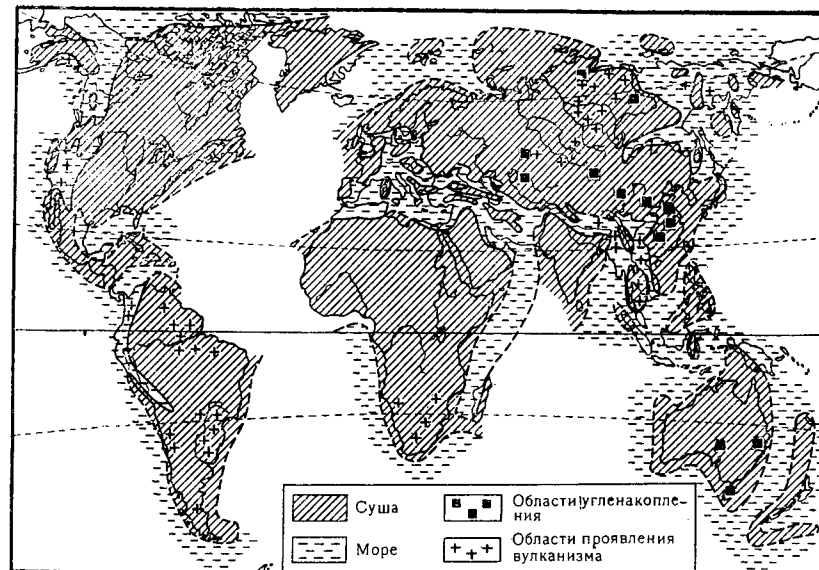 Суша
Море
Области угленакопле-
ния
Области проявления
вулканизма